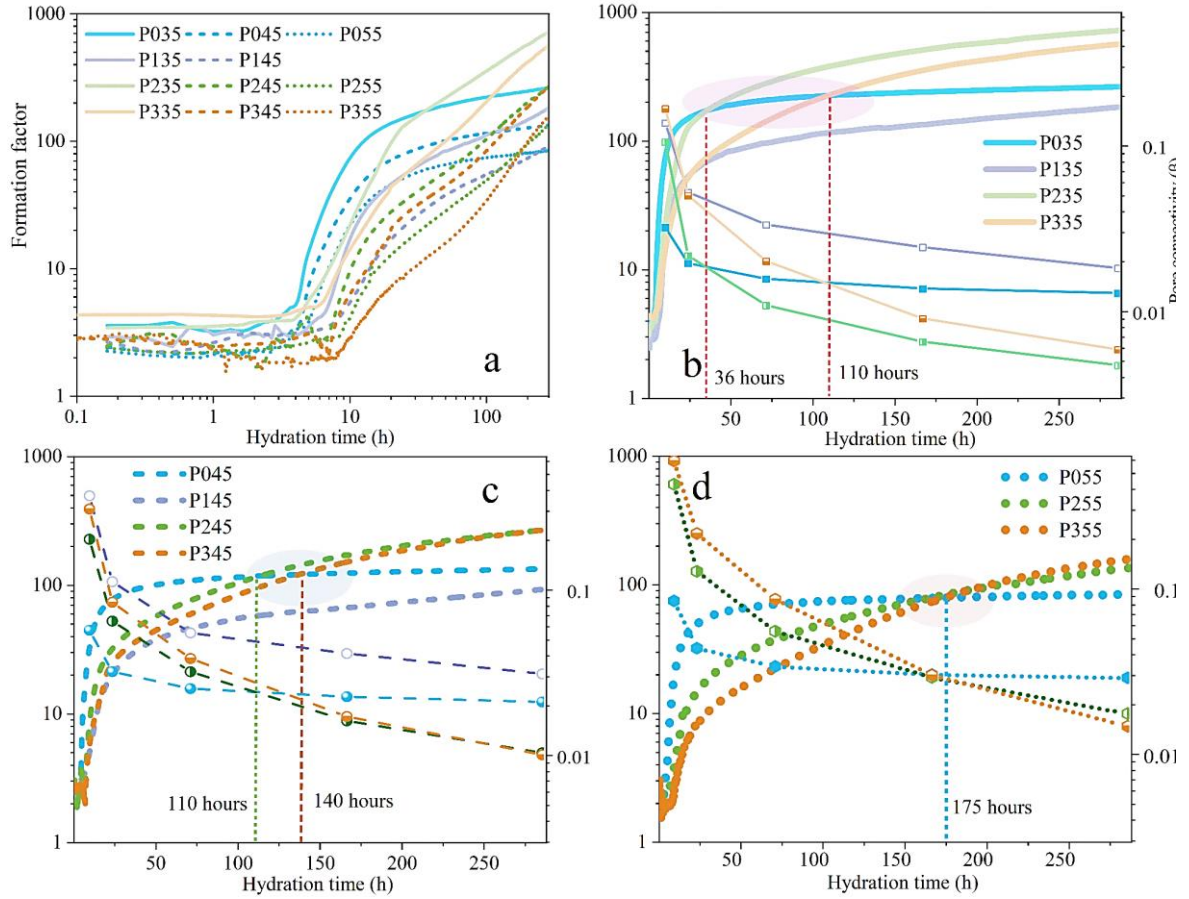 1000
100
10
1
Formation factor
P035 P045 P055
P135 P145
P235 P245 P255
P335 P345 P355
a
0.1 1 10 100
Hydration time (h)
1000
100
10
1
P035
P135
P235
P335
0.1
0.01
b
36 hours
110 hours
50 100 150 200 250
Hydration time (h)
1000
100
10
1
P045
P145
P245
P345
c
0.1
0.01
110 hours
140 hours
50 100 150 200 250
Hydration time (h)
1000
100
10
1
d
P055
P255
P355
0.1
0.01
175 hours
50 100 150 200 250
Hydration time (h)